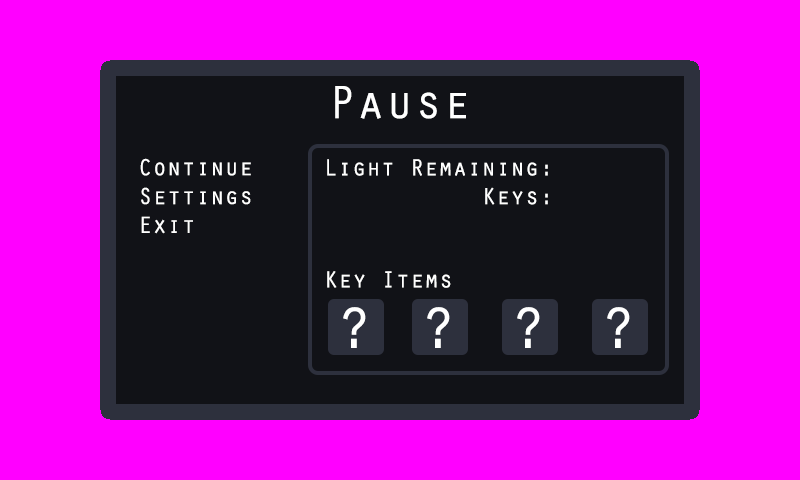 Pause
Continue
Settings
Exit
Light Remaining:
Keys:
Key Items
? ? ? ?